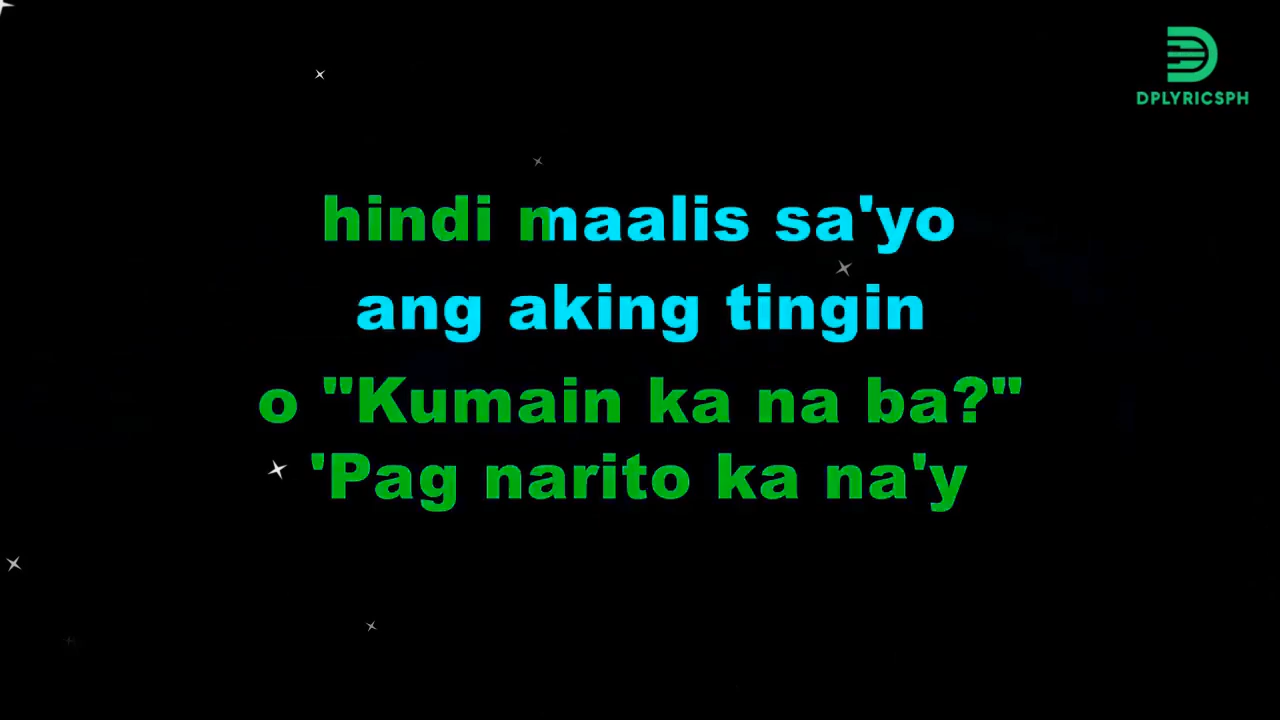 DPLYRICSPH
hindi maalis sa'yo
ang aking tingin
o "Kumain ka na ba?"
'Pag narito ka na'y